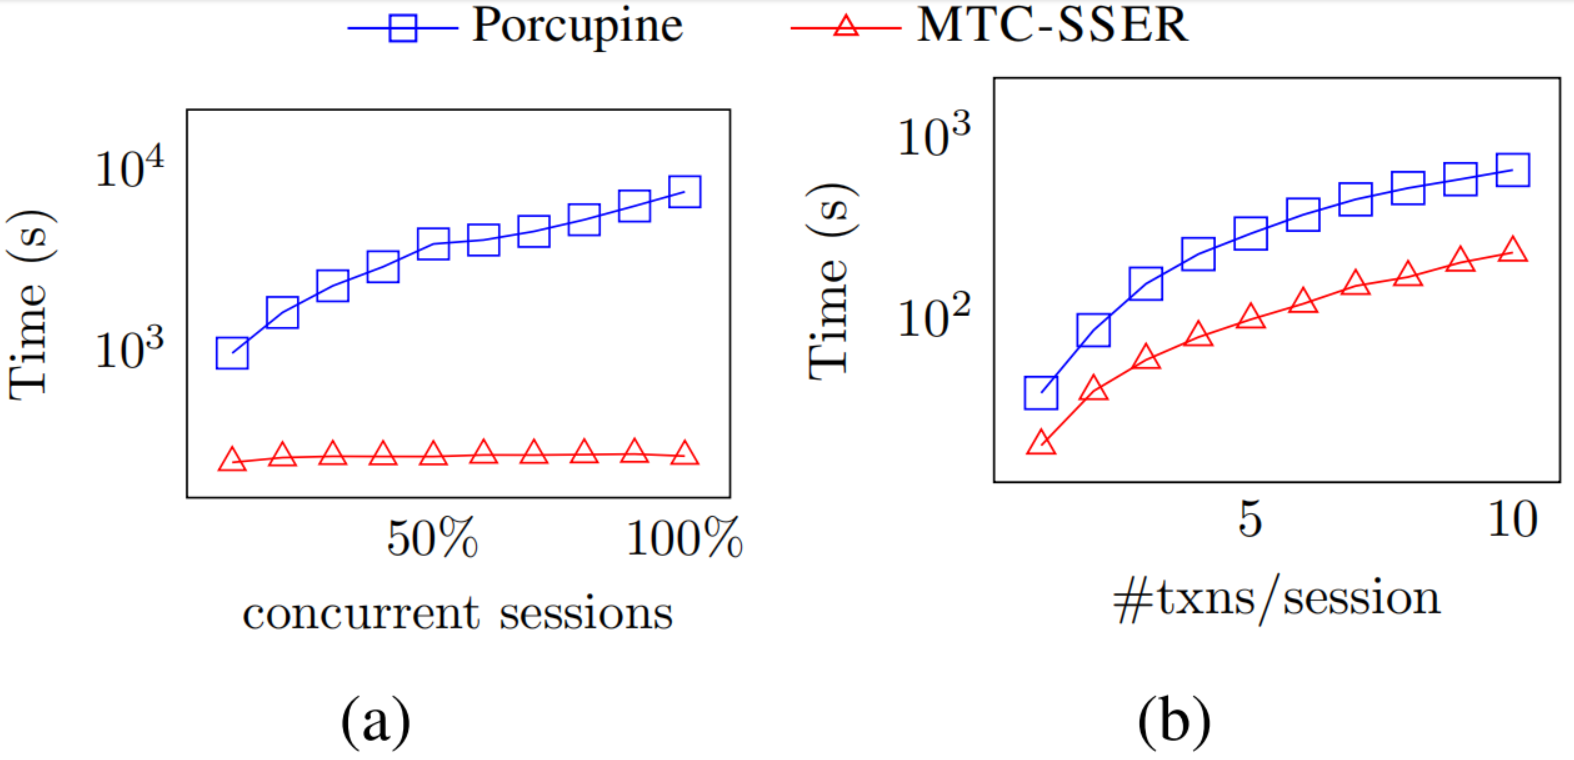 Porcupine MTC-SSER
Time (s)
10^4
10^3
50% 100%
concurrent sessions
(a)
Time (s)
10^3
10^2
5 10
#txns/session
(b)